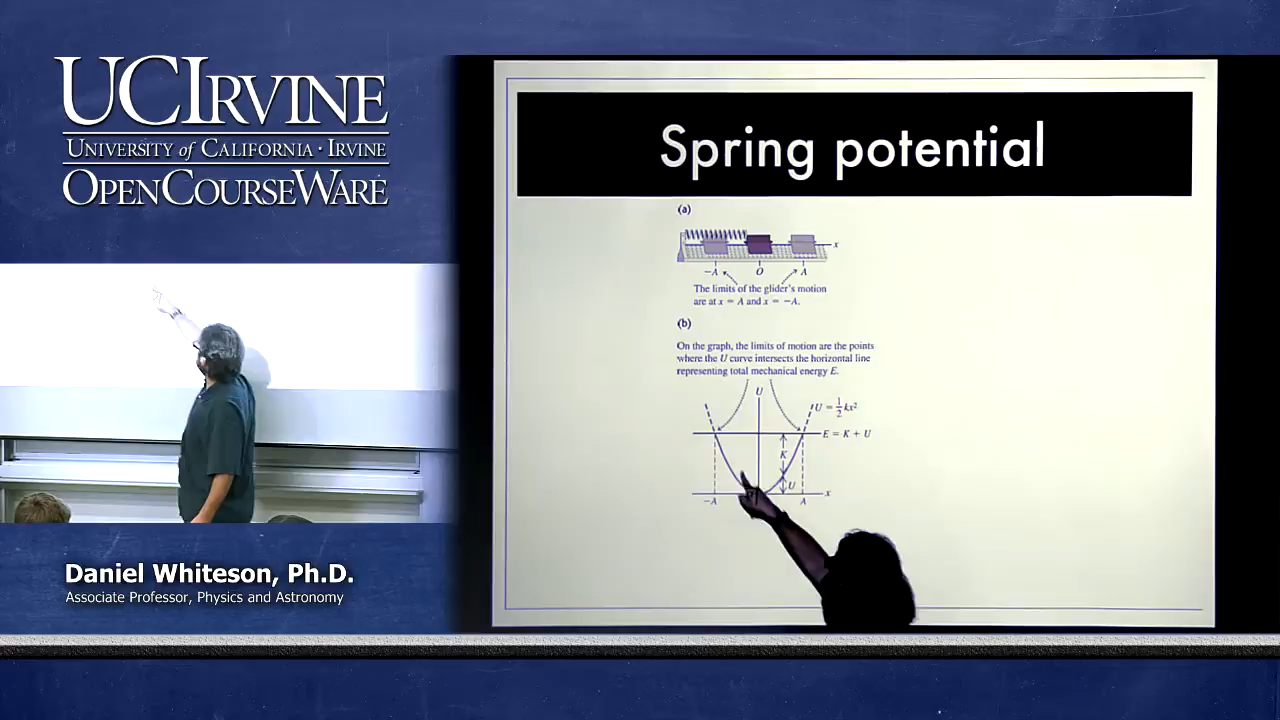 UCIRVINE
UNIVERSITY of CALIFORNIA · IRVINE
OPENCOURSEWARE
Daniel Whiteson, Ph.D.
Associate Professor, Physics and Astronomy
Spring potential
(a)
x
−A O A
The limits of the glider's motion
are at x = A and x = −A.
(b)
On the graph, the limits of motion are the points
where the U curve intersects the horizontal line
representing total mechanical energy E.
U
U = ½kx²
E = K + U
K
U
x
−A A